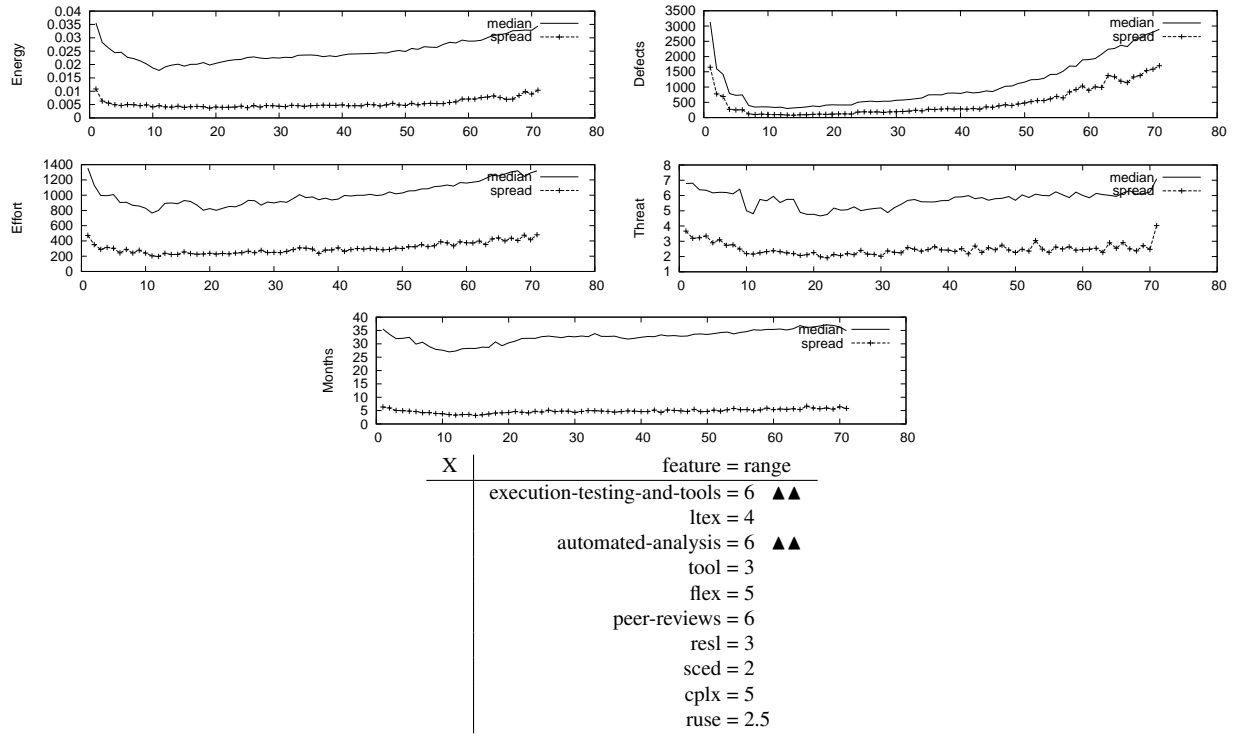 0.04
0.035
0.03
0.025
0.02
0.015
0.01
0.005
0
Energy
median
spread
0 10 20 30 40 50 60 70 80
3500
3000
2500
2000
1500
1000
500
0
Defects
median
spread
0 10 20 30 40 50 60 70 80
1400
1200
1000
800
600
400
200
0
Effort
median
spread
0 10 20 30 40 50 60 70 80
8
7
6
5
4
3
2
1
Threat
median
spread
0 10 20 30 40 50 60 70 80
40
35
30
25
20
15
10
5
0
Months
median
spread
0 10 20 30 40 50 60 70 80
X feature = range
execution-testing-and-tools = 6 ▲▲
ltex = 4
automated-analysis = 6 ▲▲
tool = 3
flex = 5
peer-reviews = 6
resl = 3
sced = 2
cplx = 5
ruse = 2.5